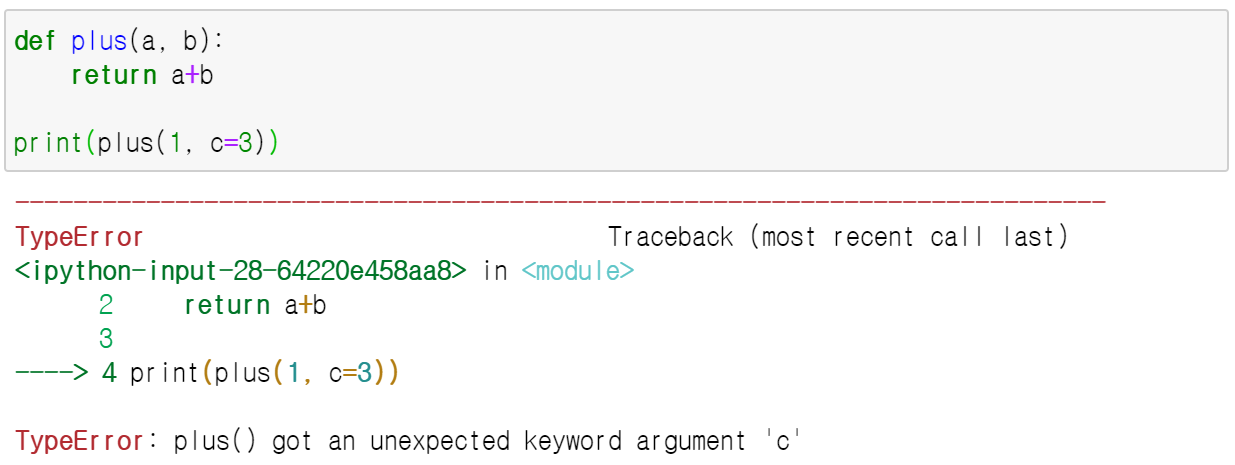 def plus(a, b):
    return a+b

print(plus(1, c=3))
---------------------------------------------------------------------------
TypeError                                 Traceback (most recent call last)
<ipython-input-28-64220e458aa8> in <module>
      2     return a+b
      3
----> 4 print(plus(1, c=3))

TypeError: plus() got an unexpected keyword argument 'c'